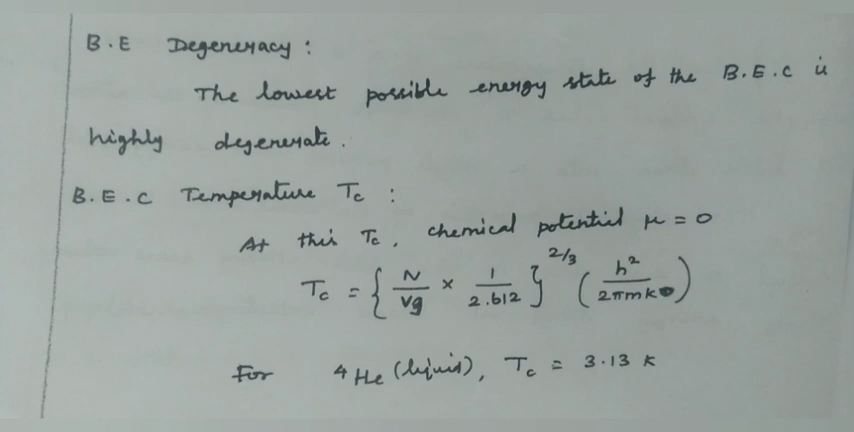 B.E Degeneracy :
The lowest possible energy state of the B.E.C is
highly degenerate.
B.E.C Temperature Tc :
At this Tc, chemical potential μ = 0
Tc = { N/Vg × 1/2.612 }^2/3 ( h²/2πmk )
For 4He (liquid), Tc = 3.13 K